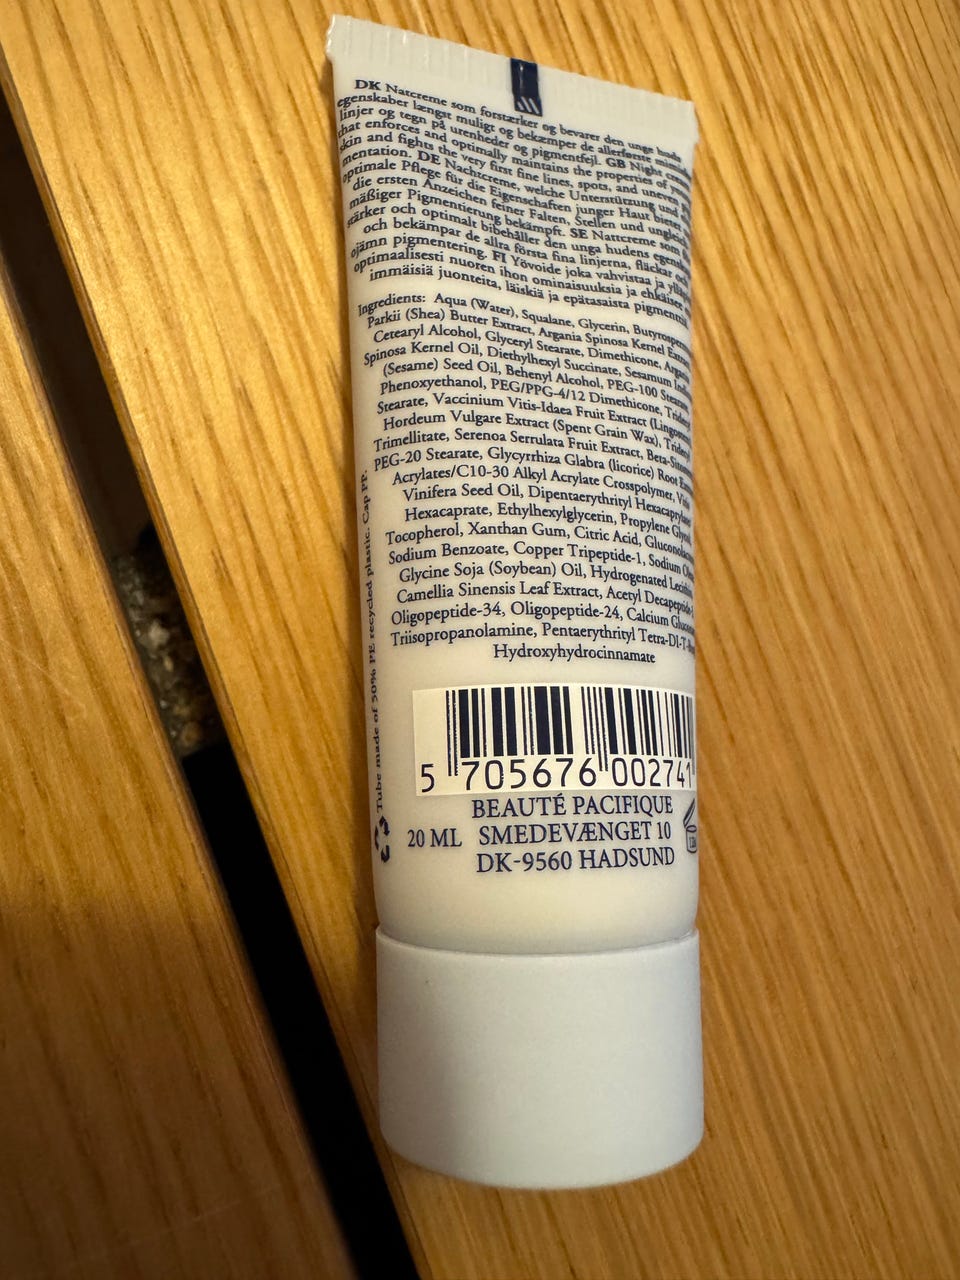 DK Natcreme som forstærker og bevarer den unge huds
egenskaber længst muligt og bekæmper de allerførste
linjer og tegn på urenheder og pigmentfejl. GB Night
that enforces and optimally maintains the properties of
skin and fights the very first fine lines, spots, and uneven
mentation. DE Nachtcreme, welche Unterstützung und
optimale Pflege für die Eigenschaften junger Haut bietet
die ersten Anzeichen feiner Falten, Stellen und
mäßiger Pigmentierung bekämpft. SE Nattcreme som
stärker och optimalt bibehåller den unga hudens
och bekämpar de allra första fina linjerna, fläckar och
ojämn pigmentering. FI Yövoide joka vahvistaa ja
optimaalisesti nuoren ihon ominaisuuksia ja ehkäisee
immäisiä juonteita, läiskiä ja epätasaista
Ingredients: Aqua (Water), Squalane, Glycerin,
Parkii (Shea) Butter Extract, Argania Spinosa Kernel
Cetearyl Alcohol, Glyceryl Stearate, Dimethicone,
Spinosa Kernel Oil, Diethylhexyl Succinate, Sesamum
(Sesame) Seed Oil, Behenyl Alcohol, PEG-100
Phenoxyethanol, PEG/PPG-4/12 Dimethicone,
Stearate, Vaccinium Vitis-Idaea Fruit Extract
Hordeum Vulgare Extract (Spent Grain Wax), Tridecyl
Trimellitate, Serenoa Serrulata Fruit Extract,
PEG-20 Stearate, Glycyrrhiza Glabra (licorice) Root
Acrylates/C10-30 Alkyl Acrylate Crosspolymer,
Vinifera Seed Oil, Dipentaerythrityl
Hexacaprate, Ethylhexylglycerin, Propylene
Tocopherol, Xanthan Gum, Citric Acid,
Sodium Benzoate, Copper Tripeptide-1, Sodium
Glycine Soja (Soybean) Oil, Hydrogenated
Camellia Sinensis Leaf Extract, Acetyl
Oligopeptide-34, Oligopeptide-24, Calcium
Triisopropanolamine, Pentaerythrityl
Hydroxyhydrocinnamate
Tube made of 50% PE recycled plastic. Cap PP.
5 705676 002741
BEAUTÉ PACIFIQUE
20 ML SMEDEVÆNGET 10
DK-9560 HADSUND